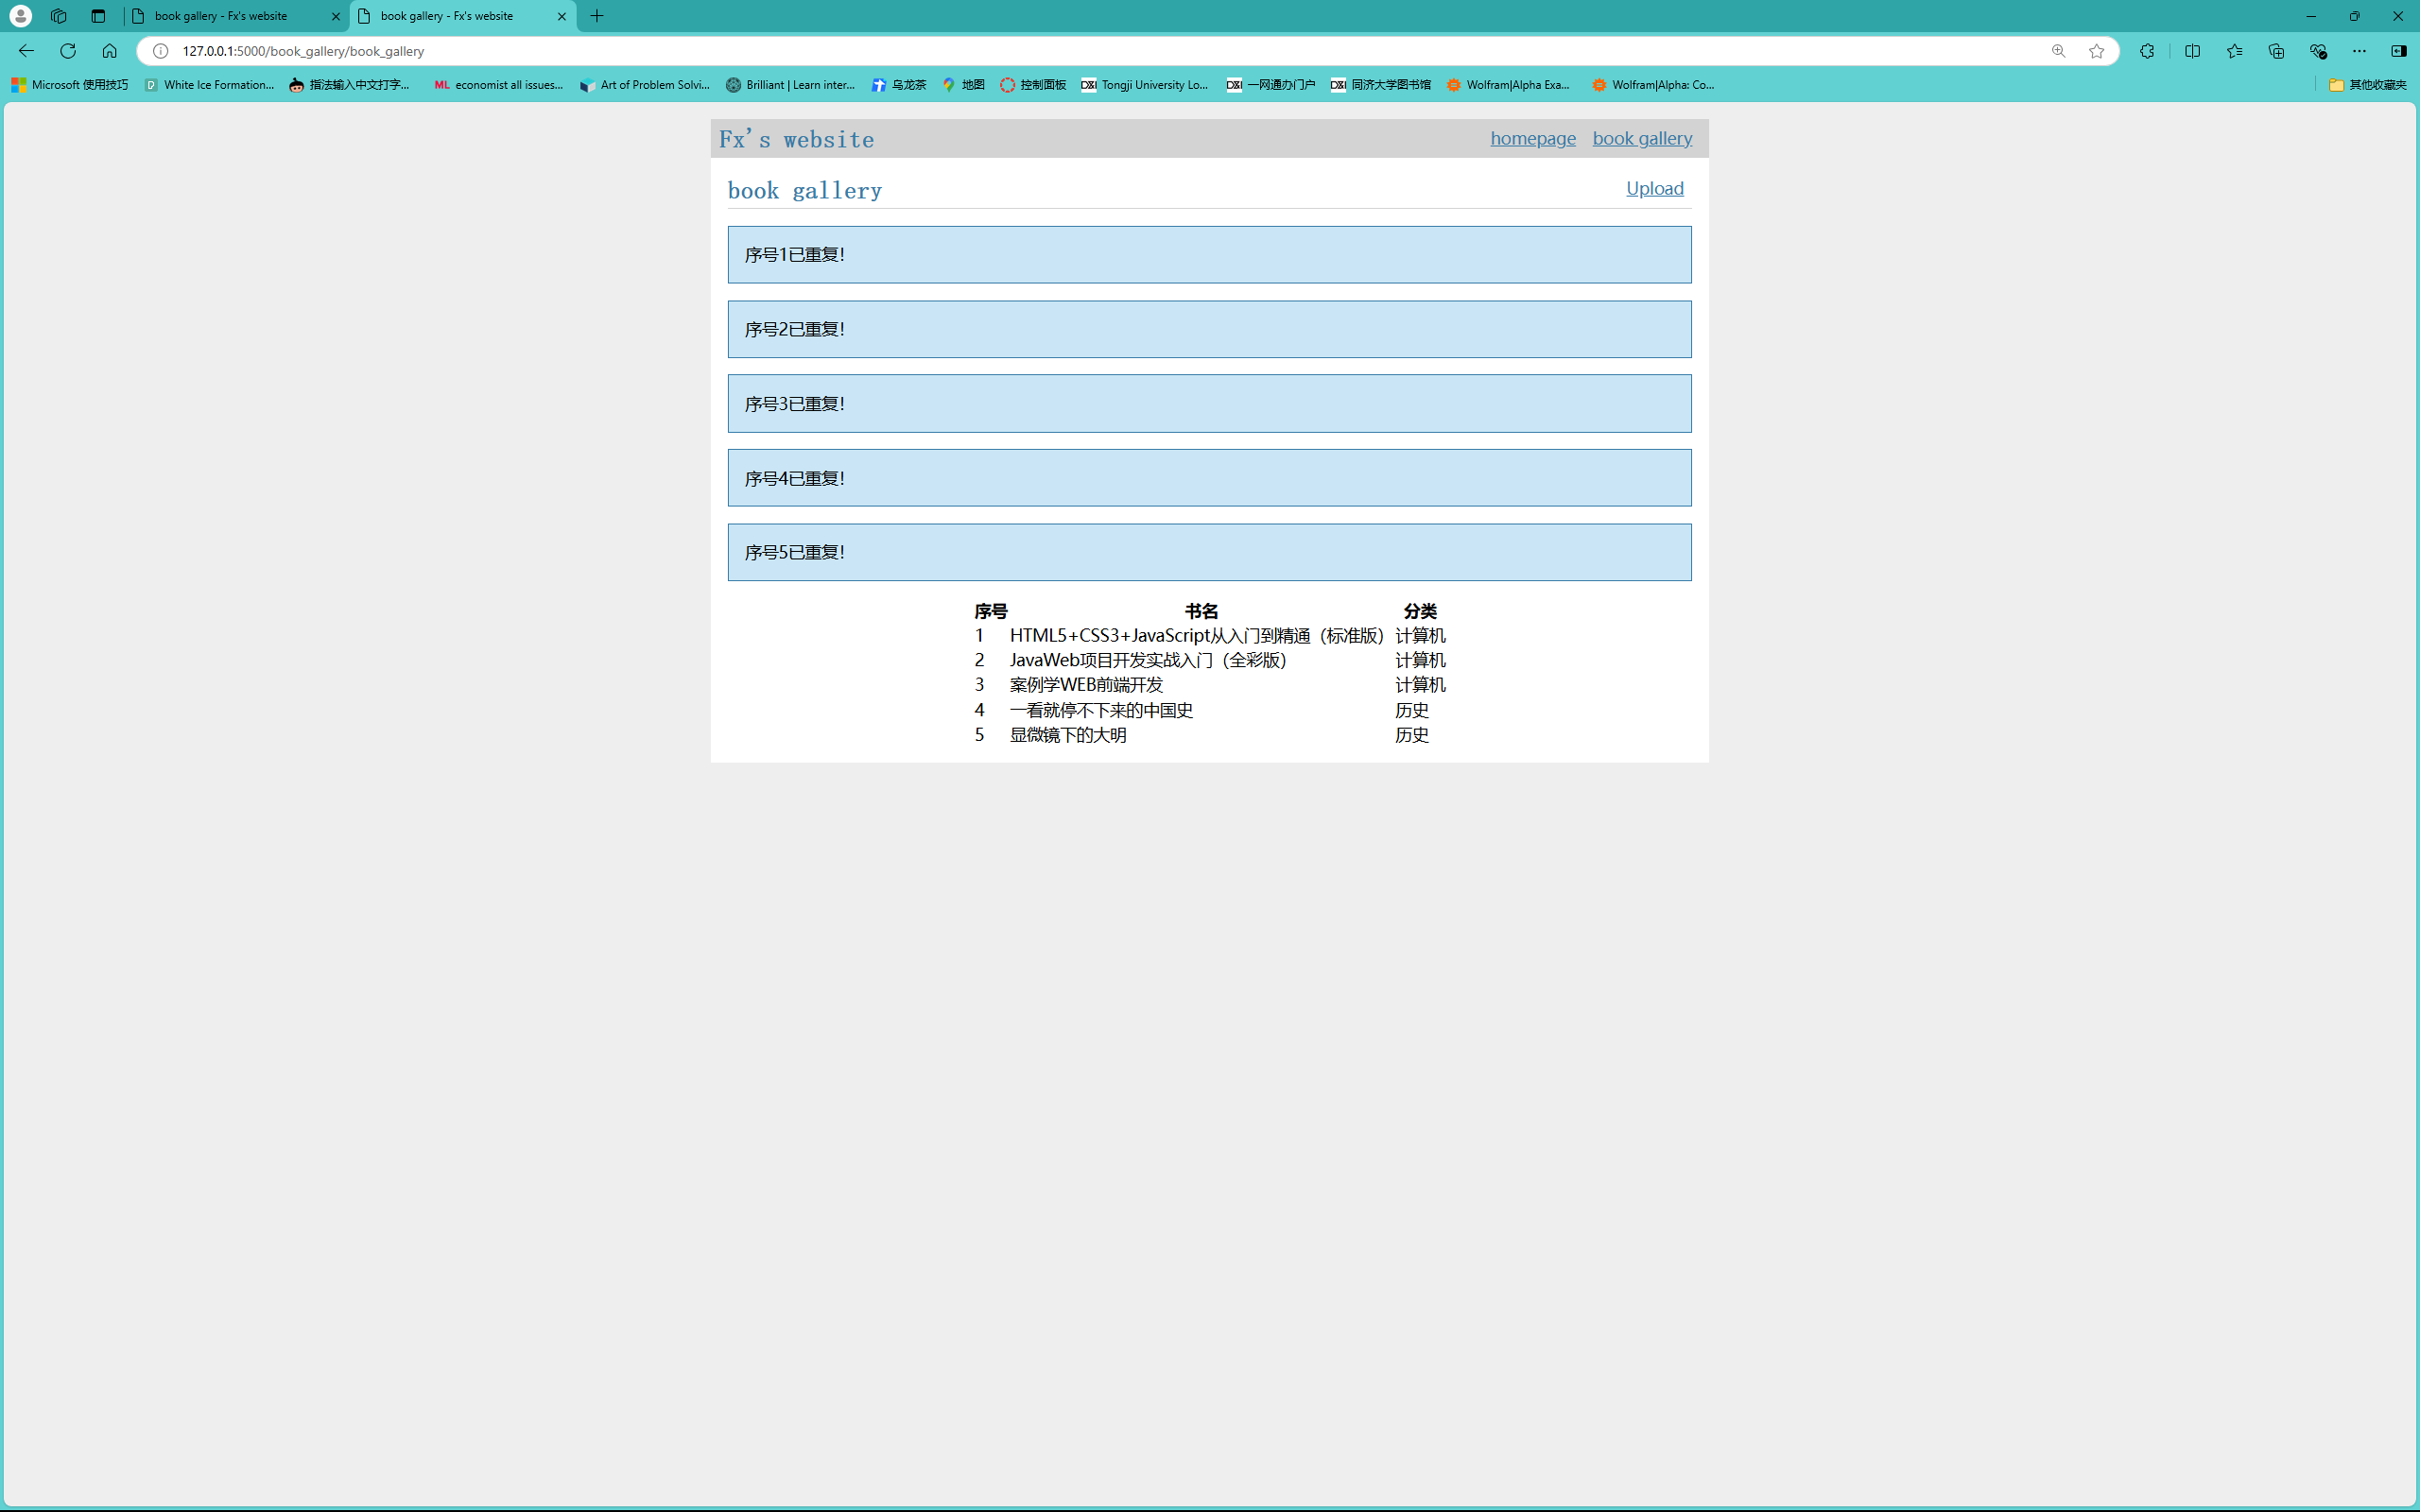 book gallery - Fx's website
book gallery - Fx's website
127.0.0.1:5000/book_gallery/book_gallery
Microsoft 使用技巧 White Ice Formation... 指法输入中文打字... ML economist all issues... Art of Problem Solvi... Brilliant | Learn inter... 乌龙茶 地图 控制面板 Tongji University Lo... 一网通办门户 同济大学图书馆 Wolfram|Alpha Exa... Wolfram|Alpha: Co... 其他收藏夹
Fx's website homepage book gallery
book gallery Upload
序号1已重复!
序号2已重复!
序号3已重复!
序号4已重复!
序号5已重复!
序号 书名 分类
1 HTML5+CSS3+JavaScript从入门到精通（标准版） 计算机
2 JavaWeb项目开发实战入门（全彩版） 计算机
3 案例学WEB前端开发 计算机
4 一看就停不下来的中国史 历史
5 显微镜下的大明 历史